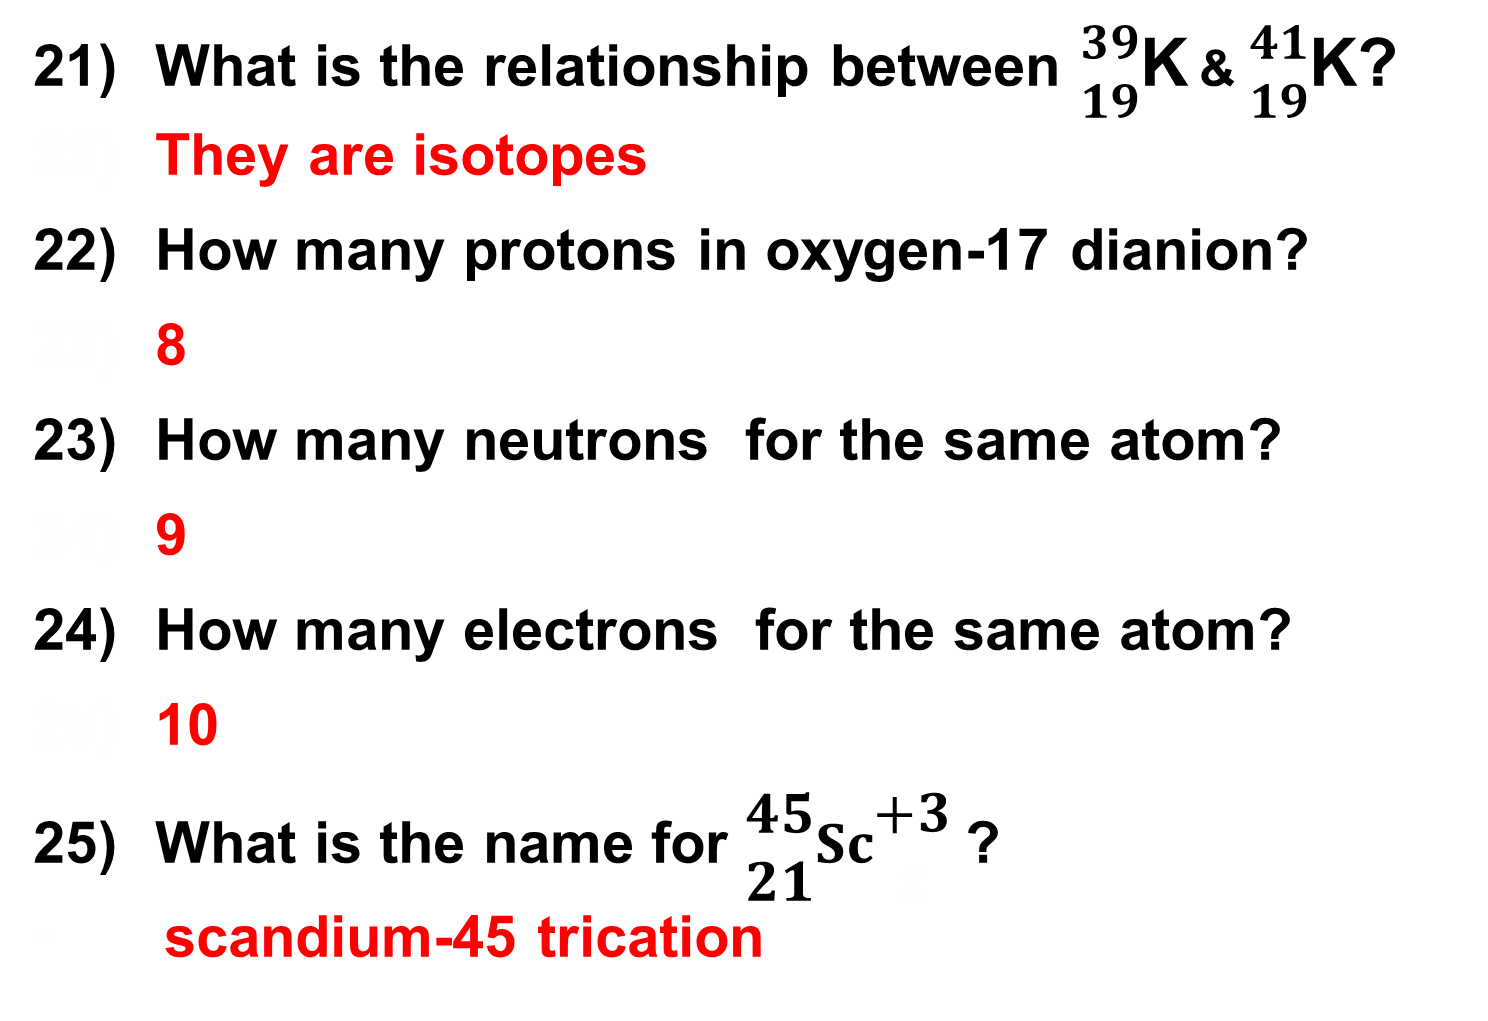 21) What is the relationship between ³⁹₁₉K & ⁴¹₁₉K?
They are isotopes
22) How many protons in oxygen-17 dianion?
8
23) How many neutrons  for the same atom?
9
24) How many electrons  for the same atom?
10
25) What is the name for ⁴⁵₂₁Sc⁺³ ?
scandium-45 trication